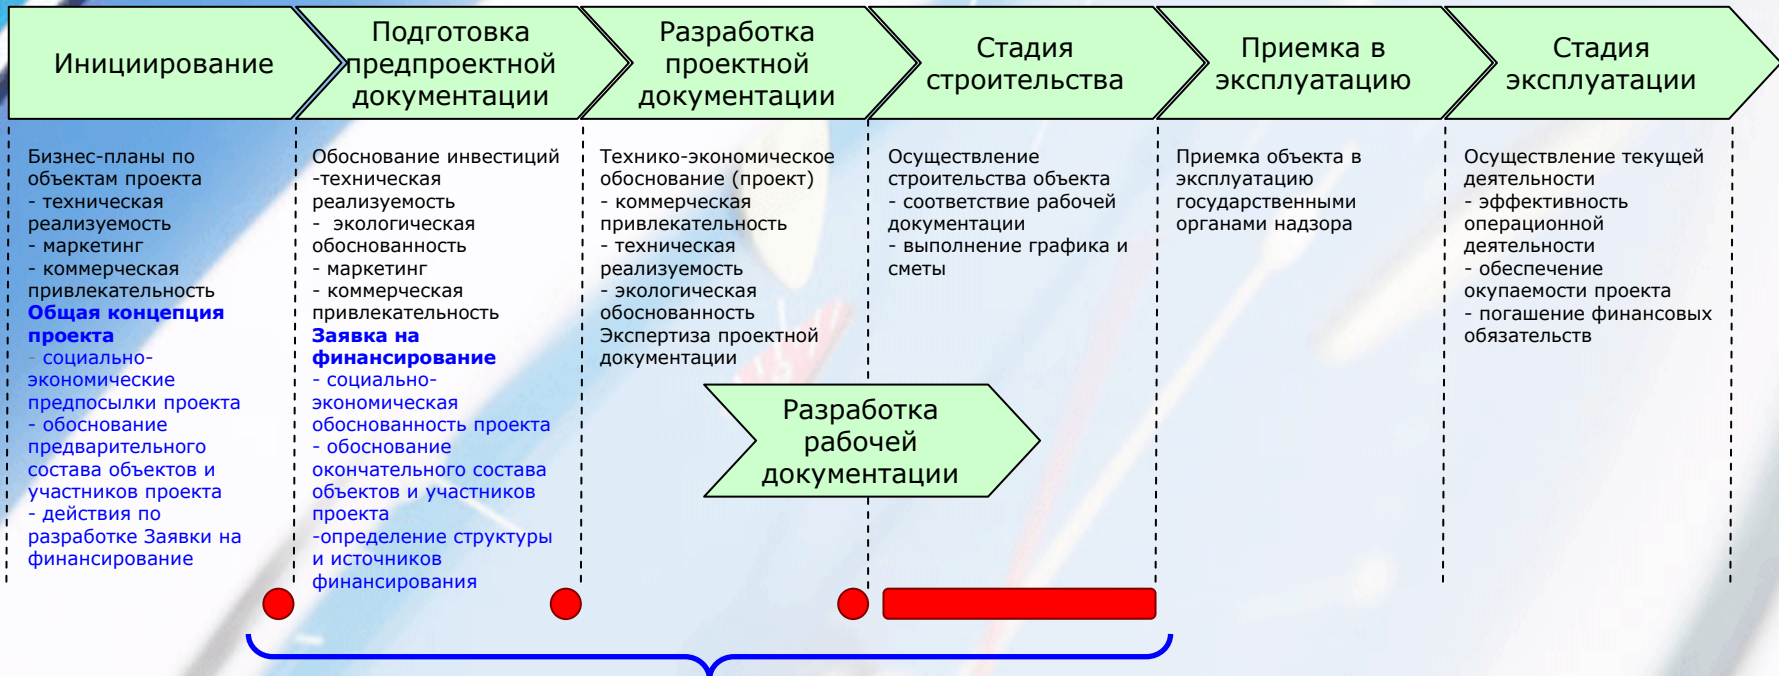 Инициирование
Подготовка
предпроектной
документации
Разработка
проектной
документации
Стадия
строительства
Приемка в
эксплуатацию
Стадия
эксплуатации
Бизнес-планы по
объектам проекта
- техническая
реализуемость
- маркетинг
- коммерческая
привлекательность
Общая концепция
проекта
- социально-
экономические
предпосылки проекта
- обоснование
предварительного
состава объектов и
участников проекта
- действия по
разработке Заявки на
финансирование
Обоснование инвестиций
-техническая
реализуемость
- экологическая
обоснованность
- маркетинг
- коммерческая
привлекательность
Заявка на
финансирование
- социально-
экономическая
обоснованность проекта
- обоснование
окончательного состава
объектов и участников
проекта
-определение структуры
и источников
финансирования
Технико-экономическое
обоснование (проект)
- коммерческая
привлекательность
- техническая
реализуемость
- экологическая
обоснованность
Экспертиза проектной
документации
Разработка
рабочей
документации
Осуществление
строительства объекта
- соответствие рабочей
документации
- выполнение графика и
сметы
Приемка объекта в
эксплуатацию
государственными
органами надзора
Осуществление текущей
деятельности
- эффективность
операционной
деятельности
- обеспечение
окупаемости проекта
- погашение финансовых
обязательств